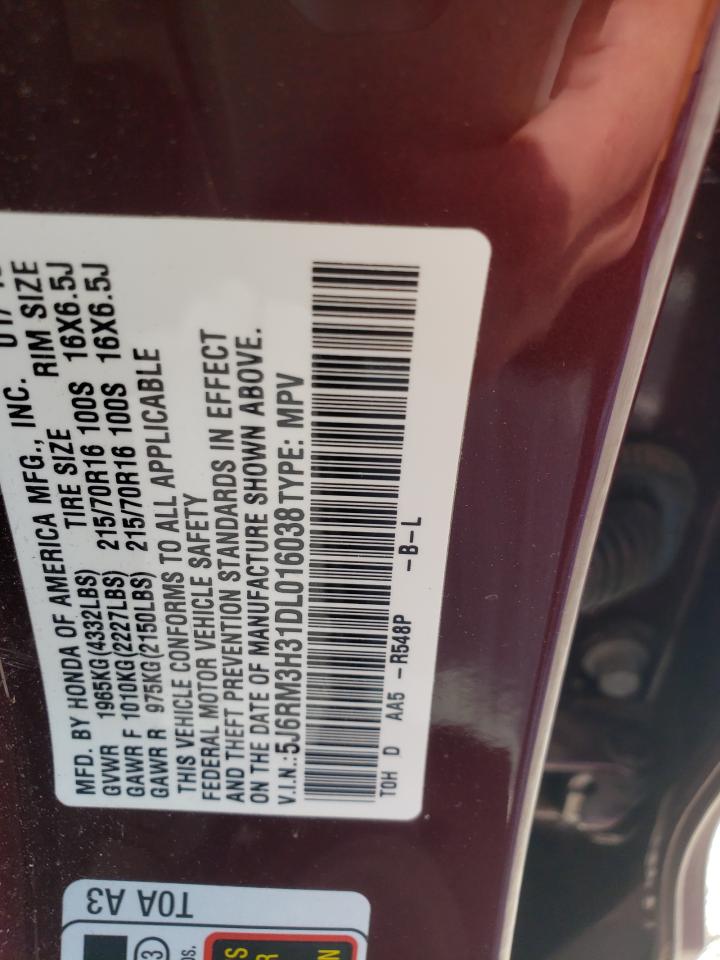 MFD. BY HONDA OF AMERICA MFG., INC.
TIRE SIZE RIM SIZE
GVWR 1965KG(4332LBS)
GAWR F 1010KG(2227LBS) 215/70R16 100S 16X6.5J
GAWR R 975KG(2150LBS) 215/70R16 100S 16X6.5J
THIS VEHICLE CONFORMS TO ALL APPLICABLE
FEDERAL MOTOR VEHICLE SAFETY
AND THEFT PREVENTION STANDARDS IN EFFECT
ON THE DATE OF MANUFACTURE SHOWN ABOVE.
V.I.N.:5J6RM3H31DL016038 TYPE: MPV
TOH D AA5 -R548P -B-L
T0A A3
3